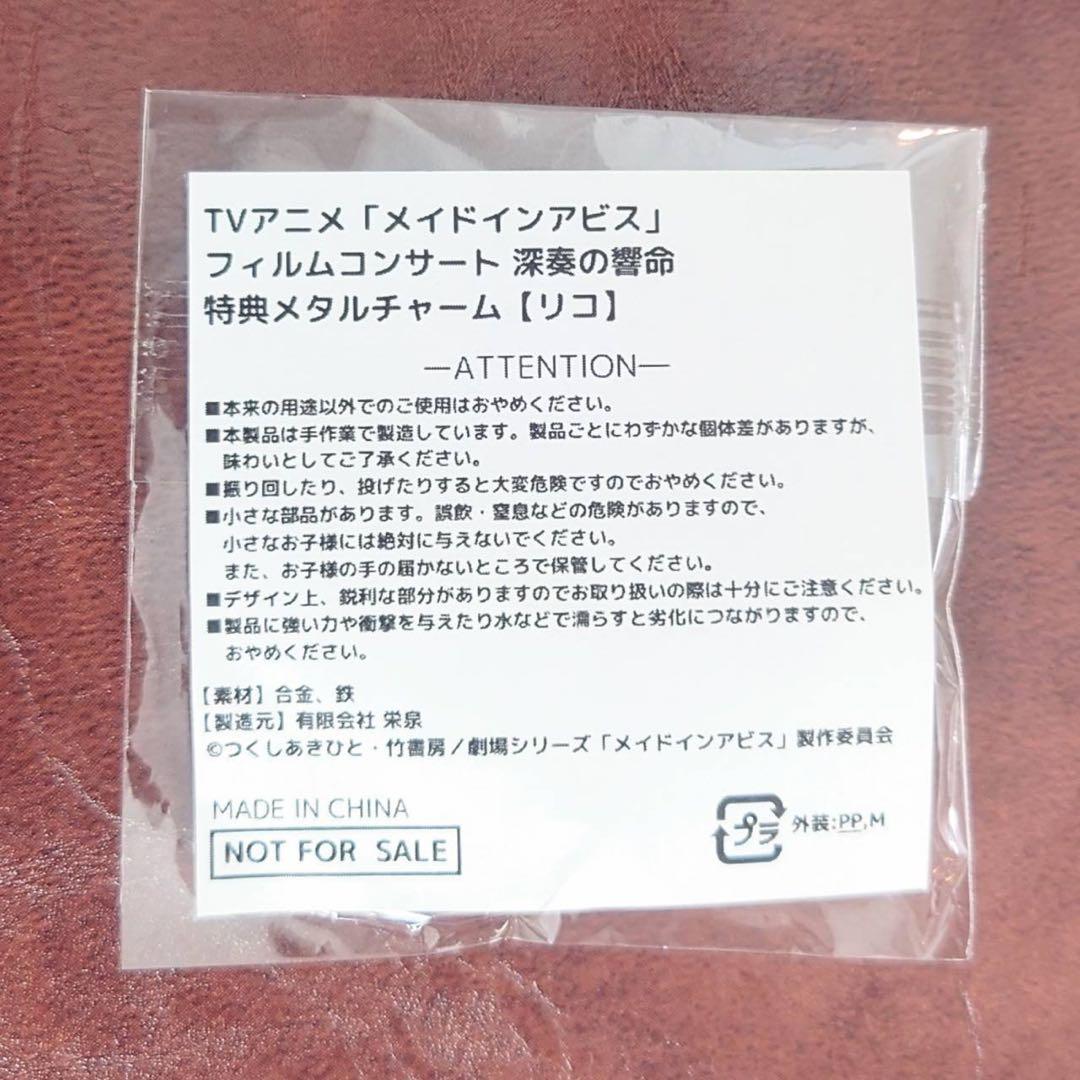 TVアニメ「メイドインアビス」
フィルムコンサート 深奏の響命
特典メタルチャーム【リコ】
—ATTENTION—
■本来の用途以外でのご使用はおやめください。
■本製品は手作業で製造しています。製品ごとにわずかな個体差がありますが、
味わいとしてご了承ください。
■振り回したり、投げたりすると大変危険ですのでおやめください。
■小さな部品があります。誤飲・窒息などの危険がありますので、
小さなお子様には絶対に与えないでください。
また、お子様の手の届かないところで保管してください。
■デザイン上、鋭利な部分がありますのでお取り扱いの際は十分にご注意ください。
■製品に強い力や衝撃を与えたり水などで濡らすと劣化につながりますので、
おやめください。
【素材】合金、鉄
【製造元】有限会社 栄泉
©つくしあきひと・竹書房／劇場シリーズ「メイドインアビス」製作委員会
MADE IN CHINA
NOT FOR SALE
プラ 外装:PP,M